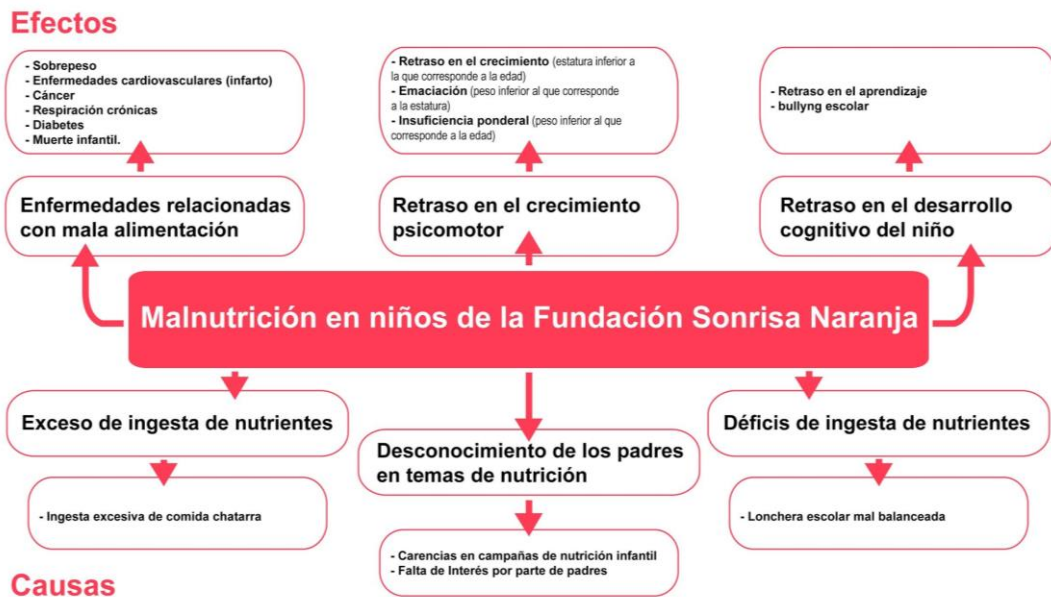 Efectos
- Sobrepeso
- Enfermedades cardiovasculares (infarto)
- Cáncer
- Respiración crónicas
- Diabetes
- Muerte infantil.
- Retraso en el crecimiento (estatura inferior a
la que corresponde a la edad)
- Emaciación (peso inferior al que corresponde
a la estatura)
- Insuficiencia ponderal (peso inferior al que
corresponde a la edad)
- Retraso en el aprendizaje
- bullyng escolar
Enfermedades relacionadas
con mala alimentación
Retraso en el crecimiento
psicomotor
Retraso en el desarrollo
cognitivo del niño
Malnutrición en niños de la Fundación Sonrisa Naranja
Exceso de ingesta de nutrientes
Desconocimiento de los padres
en temas de nutrición
Déficis de ingesta de nutrientes
- Ingesta excesiva de comida chatarra
- Carencias en campañas de nutrición infantil
- Falta de Interés por parte de padres
- Lonchera escolar mal balanceada
Causas